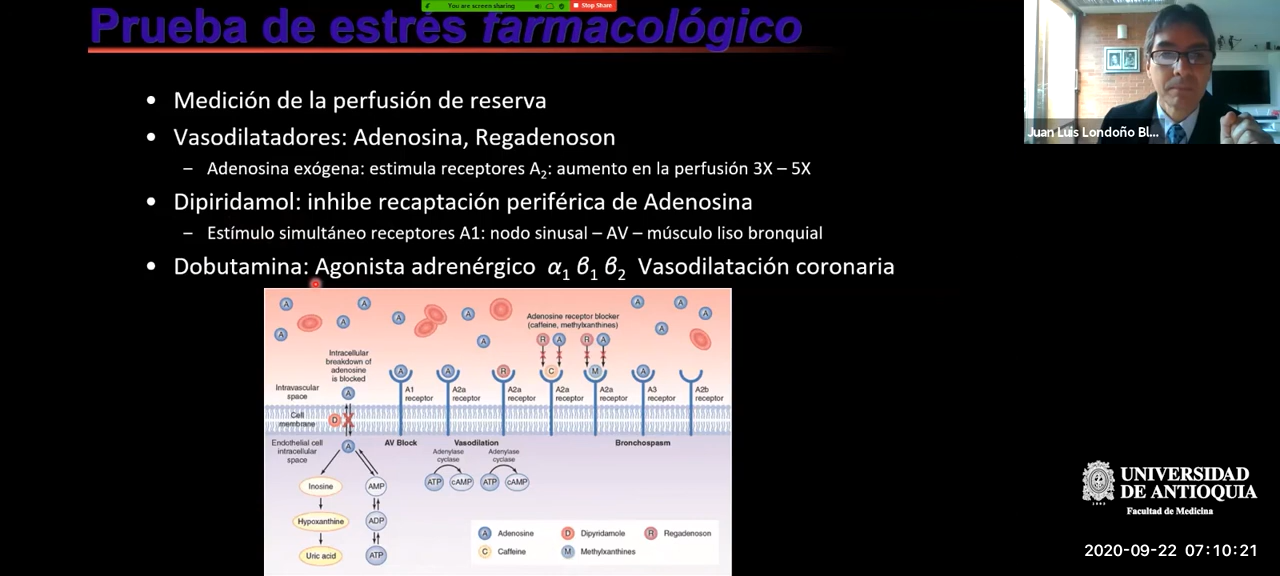 You are screen sharing
Stop Share
Prueba de estrés farmacológico
Juan Luis Londoño Bl...
• Medición de la perfusión de reserva
• Vasodilatadores: Adenosina, Regadenoson
– Adenosina exógena: estimula receptores A₂: aumento en la perfusión 3X – 5X
• Dipiridamol: inhibe recaptación periférica de Adenosina
– Estímulo simultáneo receptores A1: nodo sinusal – AV – músculo liso bronquial
• Dobutamina: Agonista adrenérgico α₁ β₁ β₂ Vasodilatación coronaria
A A A A A A A A A A
Adenosine receptor blocker
(caffeine, methylxanthines)
R A R A
Intracellular
breakdown of
adenosine
is blocked
A A R C M A
Intravascular
space
A
A1
receptor
A2a
receptor
A2a
receptor
A2a
receptor
A2a
receptor
A3
receptor
A2b
receptor
Cell
membrane
D
Endothelial cell
intracellular
space
A
AV Block
Vasodilation
Bronchospasm
Adenylase
cyclase
Adenylase
cyclase
ATP cAMP ATP cAMP
Inosine
AMP
Hypoxanthine
ADP
Uric acid
ATP
A Adenosine
D Dipyridamole
R Regadenoson
C Caffeine
M Methylxanthines
UNIVERSIDAD
DE ANTIOQUIA
1803
Facultad de Medicina
2020-09-22 07:10:21